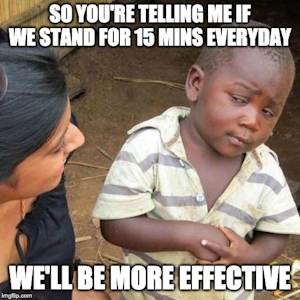 SO YOU'RE TELLING ME IF
WE STAND FOR 15 MINS EVERYDAY
WE'LL BE MORE EFFECTIVE
imgflip.com